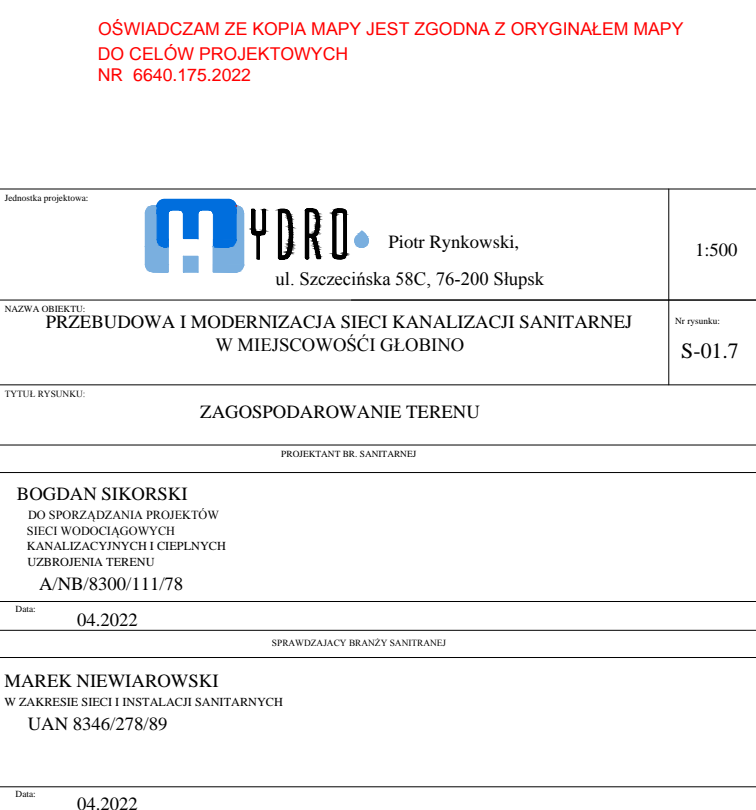 OŚWIADCZAM ZE KOPIA MAPY JEST ZGODNA Z ORYGINAŁEM MAPY
DO CELÓW PROJEKTOWYCH
NR 6640.175.2022
Jednostka projektowa:
HYDRO
Piotr Rynkowski,
ul. Szczecińska 58C, 76-200 Słupsk
1:500
NAZWA OBIEKTU:
PRZEBUDOWA I MODERNIZACJA SIECI KANALIZACJI SANITARNEJ
W MIEJSCOWOŚĆI GŁOBINO
Nr rysunku:
S-01.7
TYTUŁ RYSUNKU:
ZAGOSPODAROWANIE TERENU
PROJEKTANT BR. SANITARNEJ
BOGDAN SIKORSKI
DO SPORZĄDZANIA PROJEKTÓW
SIECI WODOCIĄGOWYCH
KANALIZACYJNYCH I CIEPLNYCH
UZBROJENIA TERENU
A/NB/8300/111/78
Data:
04.2022
SPRAWDZAJACY BRANŻY SANITRANEJ
MAREK NIEWIAROWSKI
W ZAKRESIE SIECI I INSTALACJI SANITARNYCH
UAN 8346/278/89
Data:
04.2022